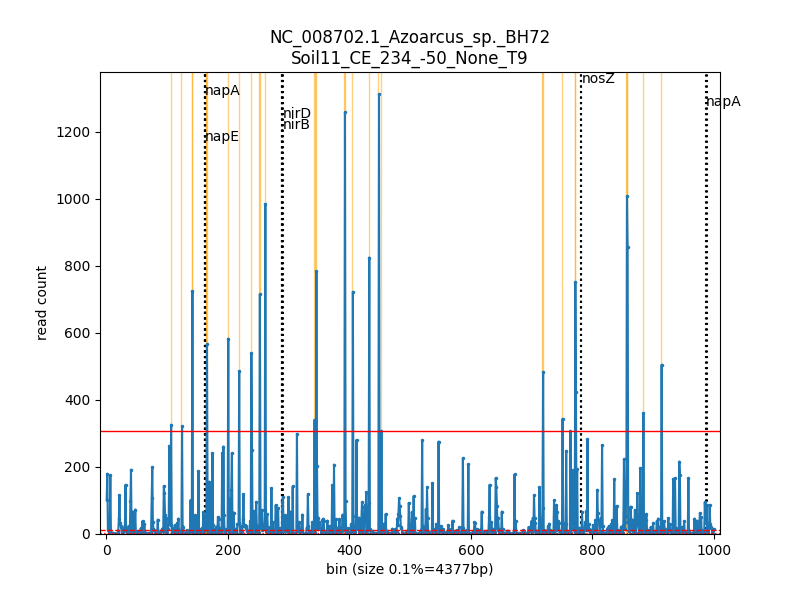 NC_008702.1_Azoarcus_sp._BH72
Soil11_CE_234_-50_None_T9
nosZ
napA
napA
nirD
nirB
napE
1200
1000
800
600
400
200
0
read count
0
200
400
600
800
1000
bin (size 0.1%=4377bp)